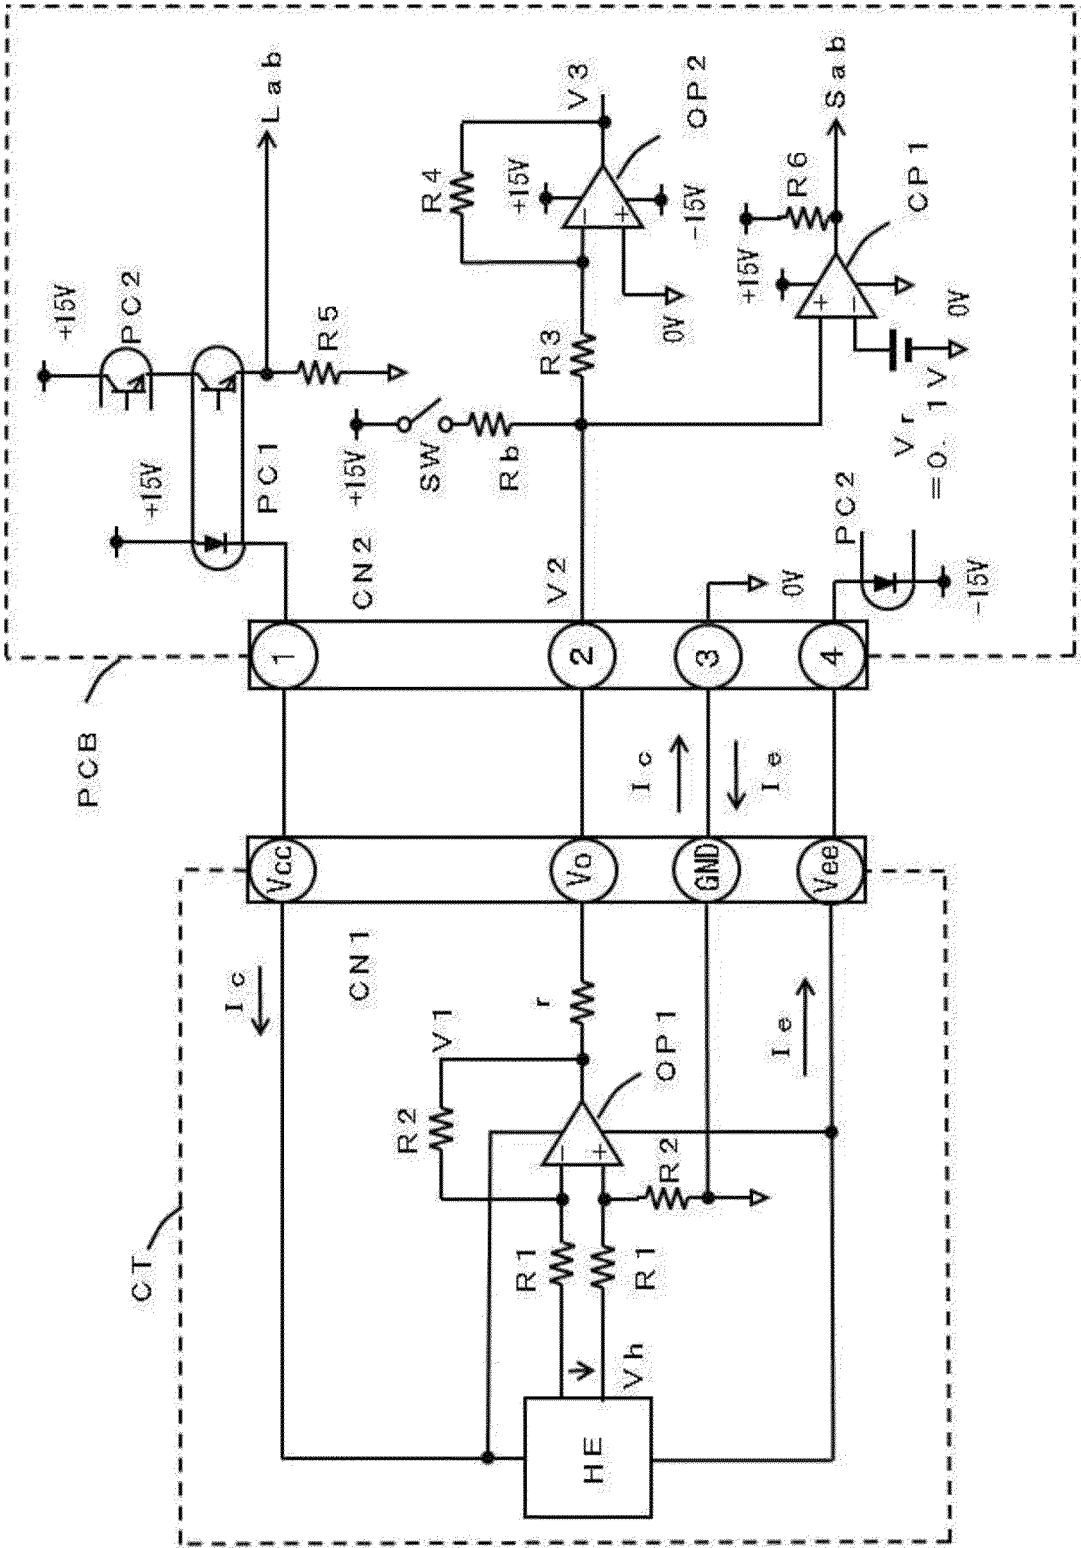 PCB
+15V
PC2
+15V
PC1
R5
Lab
CN2
+15V
SW
Rb
V2
R3
R4
+15V
-15V
0V
V3
OP2
+15V
R6
Sab
CP1
0V
Vr
=0. 1V
PC2
-15V
0V
1
2
3
4
Ic
Ie
Vcc
Vo
GND
Vee
CT
Ic
CN1
V1
r
R2
OP1
R2
Ie
R1
R1
Vh
HE
-
+
-
+
+
-